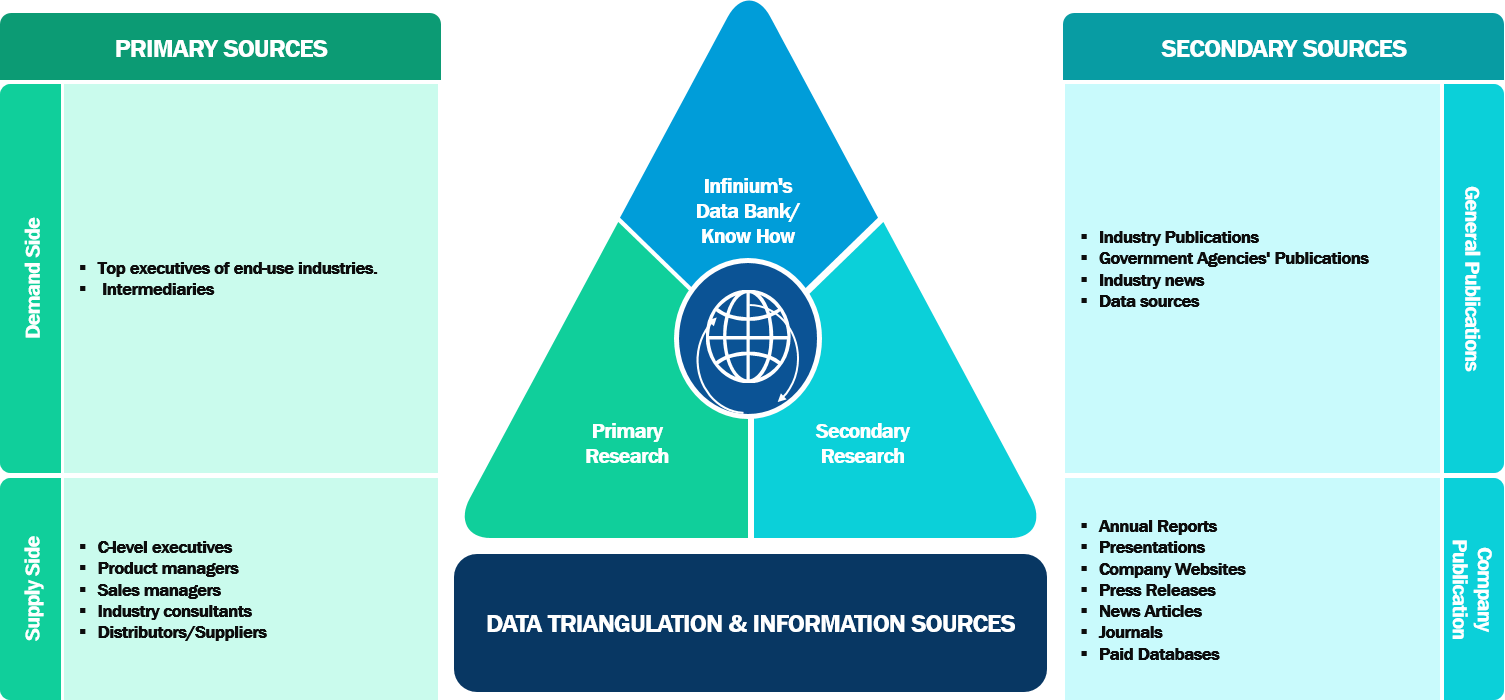 PRIMARY SOURCES
Demand Side
▪ Top executives of end-use industries.
▪ Intermediaries
Supply Side
▪ C-level executives
▪ Product managers
▪ Sales managers
▪ Industry consultants
▪ Distributors/Suppliers
Infinium's
Data Bank/
Know How
Primary
Research
Secondary
Research
DATA TRIANGULATION & INFORMATION SOURCES
SECONDARY SOURCES
▪ Industry Publications
▪ Government Agencies' Publications
▪ Industry news
▪ Data sources
General Publications
▪ Annual Reports
▪ Presentations
▪ Company Websites
▪ Press Releases
▪ News Articles
▪ Journals
▪ Paid Databases
Company
Publication